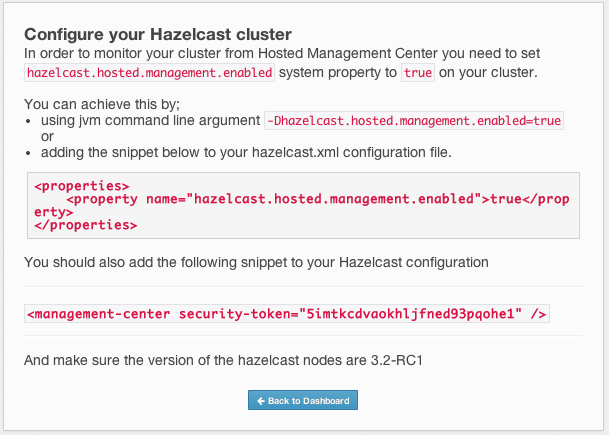 Configure your Hazelcast cluster
In order to monitor your cluster from Hosted Management Center you need to set
hazelcast.hosted.management.enabled system property to true on your cluster.
You can achieve this by;
• using jvm command line argument -Dhazelcast.hosted.management.enabled=true
or
• adding the snippet below to your hazelcast.xml configuration file.
<properties>
<property name="hazelcast.hosted.management.enabled">true</prop
erty>
</properties>
You should also add the following snippet to your Hazelcast configuration
<management-center security-token="5imtkcdvaokhljfned93pqohe1" />
And make sure the version of the hazelcast nodes are 3.2-RC1
← Back to Dashboard